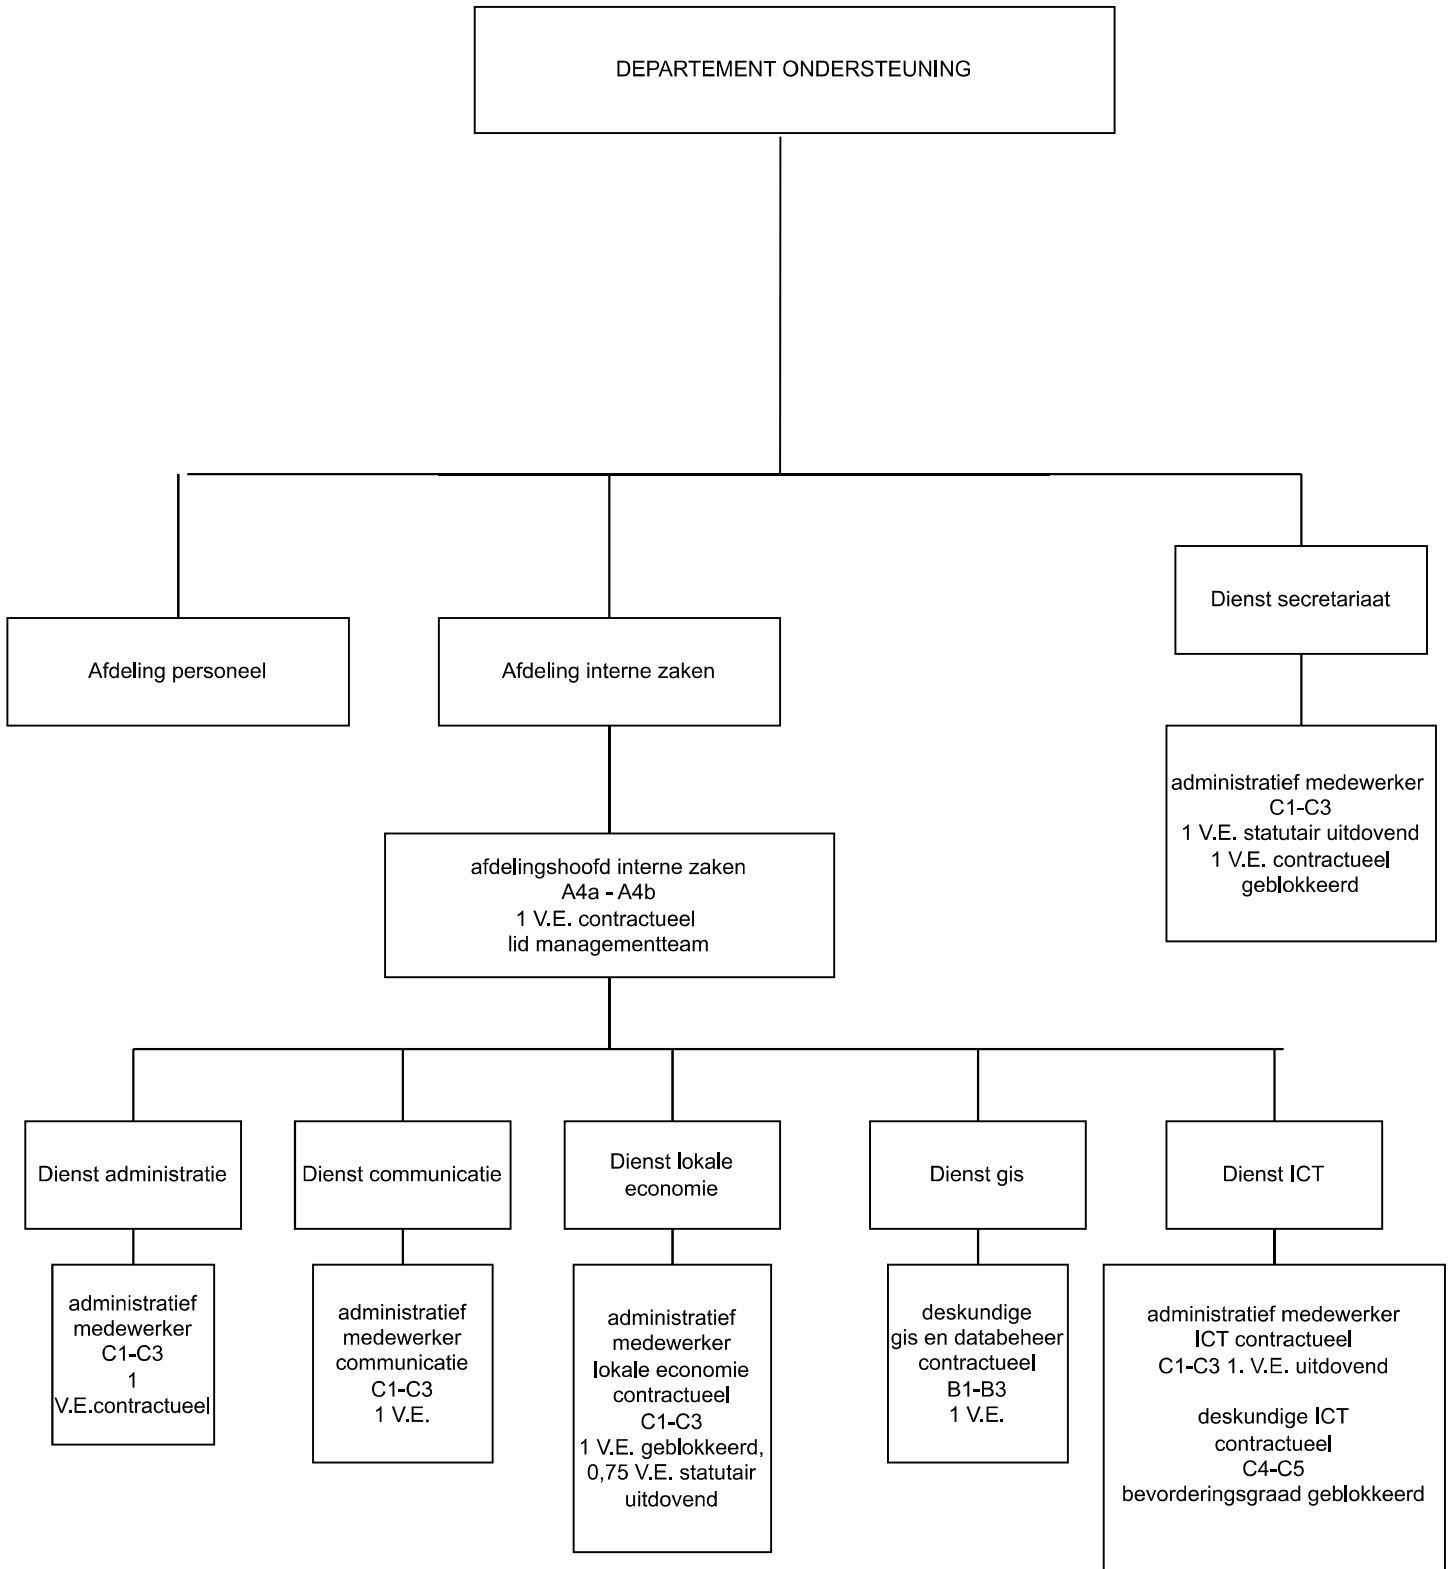 DEPARTEMENT ONDERSTEUNING
Dienst secretariaat
Afdeling personeel
Afdeling interne zaken
administratief medewerker
C1-C3
1 V.E. statutair uitdovend
1 V.E. contractueel
geblokkeerd
afdelingshoofd interne zaken
A4a - A4b
1 V.E. contractueel
lid managementteam
Dienst administratie
Dienst communicatie
Dienst lokale
economie
Dienst gis
Dienst ICT
administratief
medewerker
C1-C3
1
V.E.contractueel
administratief
medewerker
communicatie
C1-C3
1 V.E.
administratief
medewerker
lokale economie
contractueel
C1-C3
1 V.E. geblokkeerd,
0,75 V.E. statutair
uitdovend
deskundige
gis en databeheer
contractueel
B1-B3
1 V.E.
administratief medewerker
ICT contractueel
C1-C3 1. V.E. uitdovend
deskundige ICT
contractueel
C4-C5
bevorderingsgraad geblokkeerd